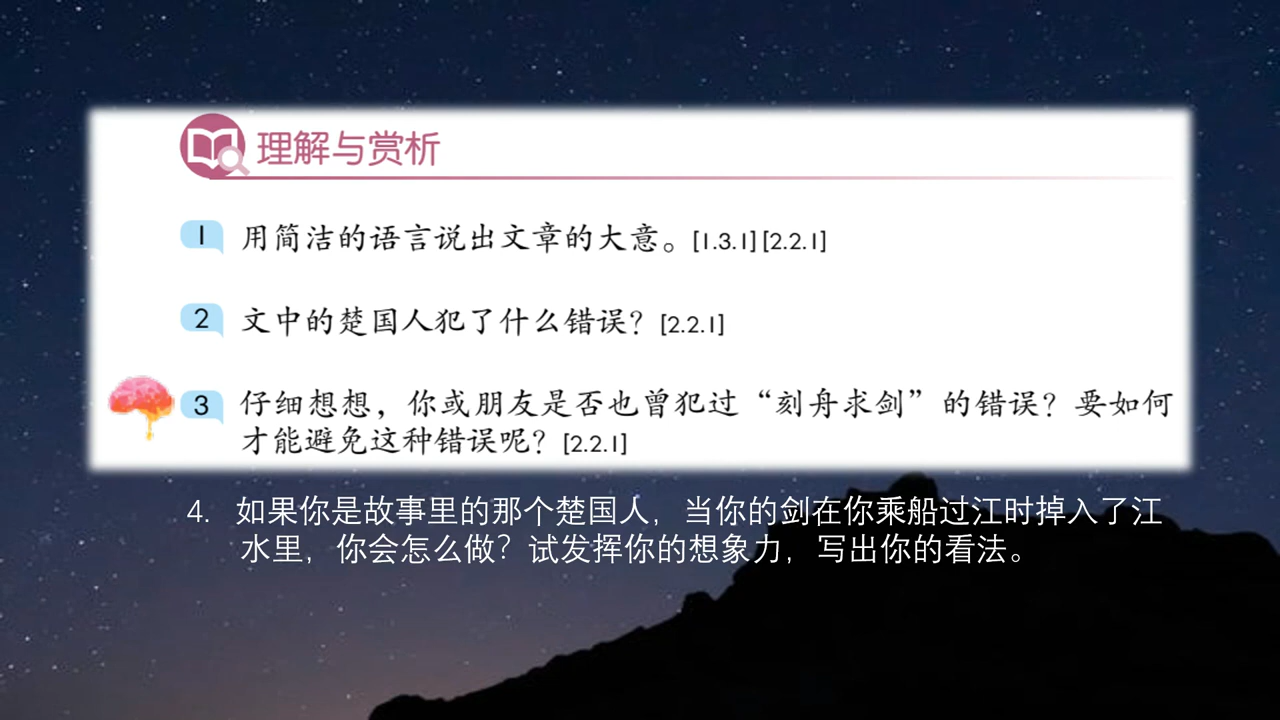 理解与赏析
1 用简洁的语言说出文章的大意。[1.3.1][2.2.1]
2 文中的楚国人犯了什么错误？[2.2.1]
3 仔细想想，你或朋友是否也曾犯过“刻舟求剑”的错误？要如何
才能避免这种错误呢？[2.2.1]
4. 如果你是故事里的那个楚国人，当你的剑在你乘船过江时掉入了江
水里，你会怎么做？试发挥你的想象力，写出你的看法。